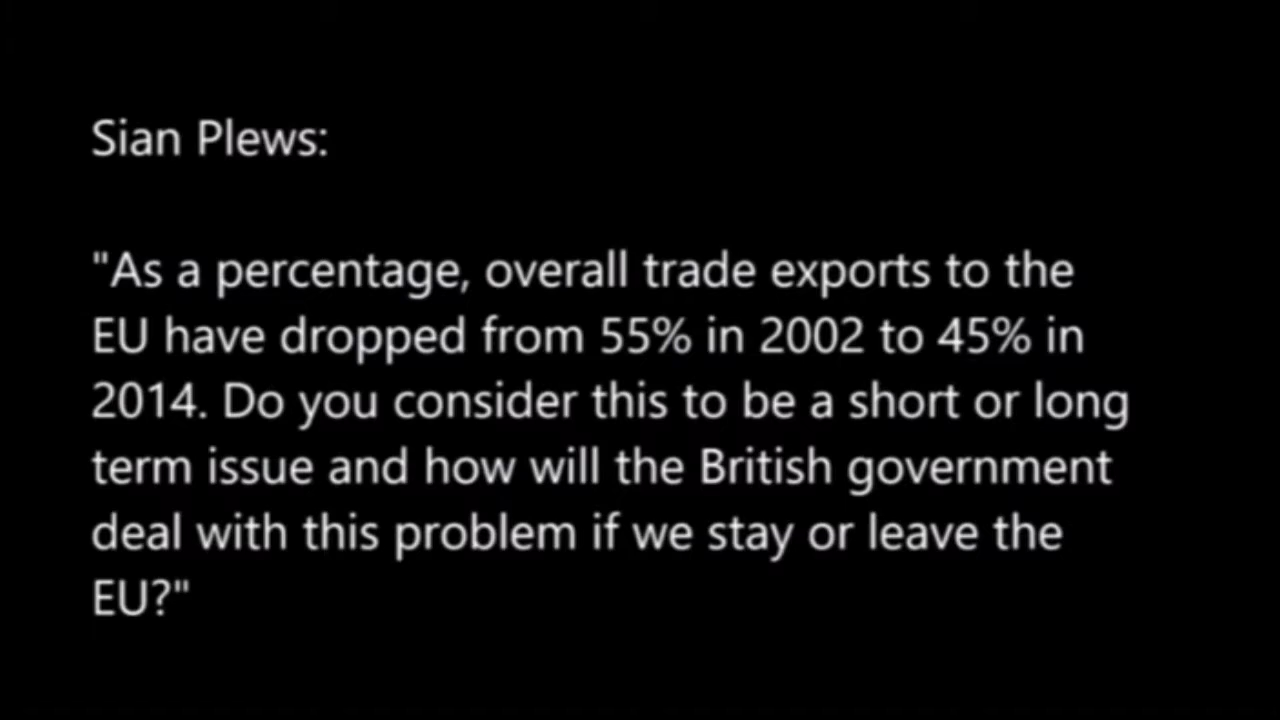 Sian Plews:
"As a percentage, overall trade exports to the
EU have dropped from 55% in 2002 to 45% in
2014. Do you consider this to be a short or long
term issue and how will the British government
deal with this problem if we stay or leave the
EU?"